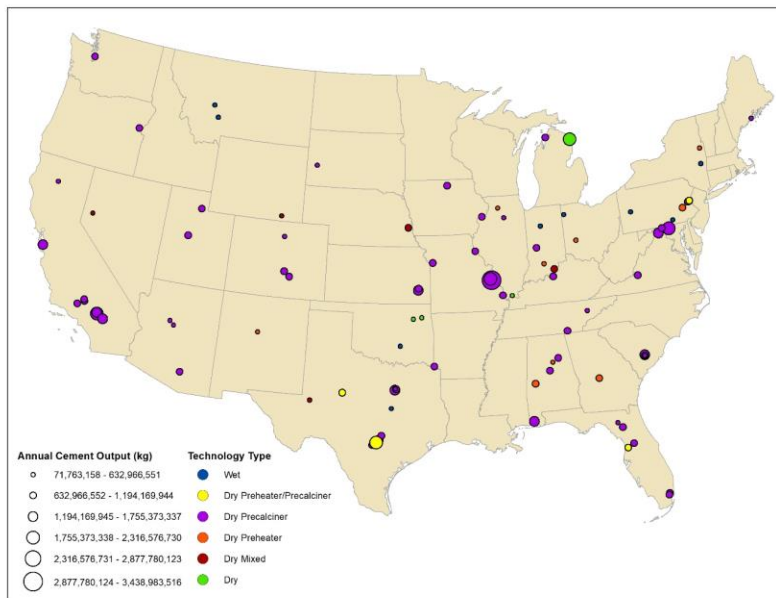 Annual Cement Output (kg)
71,763,158 - 632,966,551
632,966,552 - 1,194,169,944
1,194,169,945 - 1,755,373,337
1,755,373,338 - 2,316,576,730
2,316,576,731 - 2,877,780,123
2,877,780,124 - 3,438,983,516
Technology Type
Wet
Dry Preheater/Precalciner
Dry Precalciner
Dry Preheater
Dry Mixed
Dry